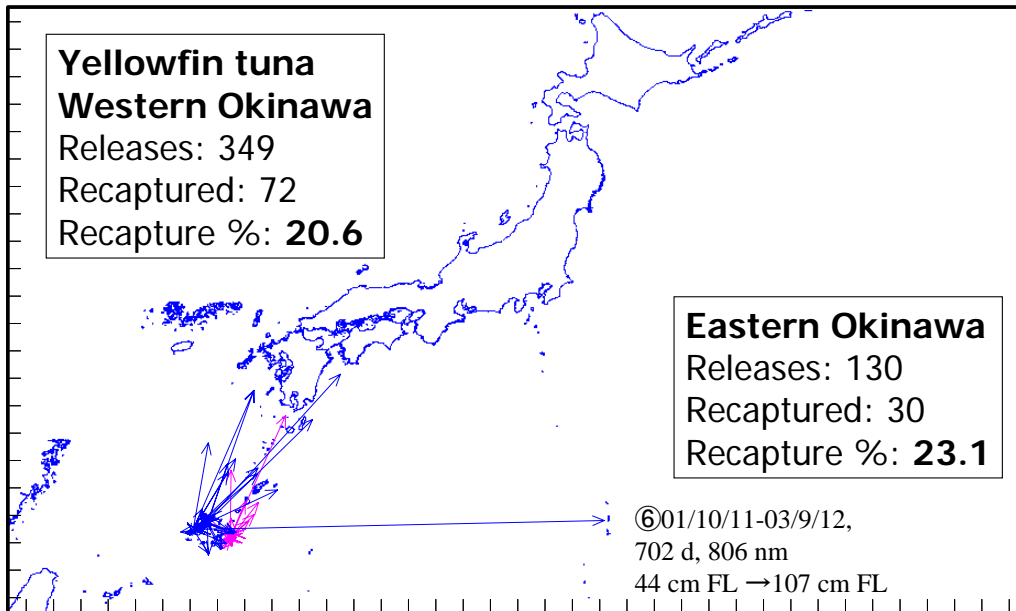 Yellowfin tuna
Western Okinawa
Releases: 349
Recaptured: 72
Recapture %: 20.6
Eastern Okinawa
Releases: 130
Recaptured: 30
Recapture %: 23.1
⑥01/10/11-03/9/12,
702 d, 806 nm
44 cm FL →107 cm FL